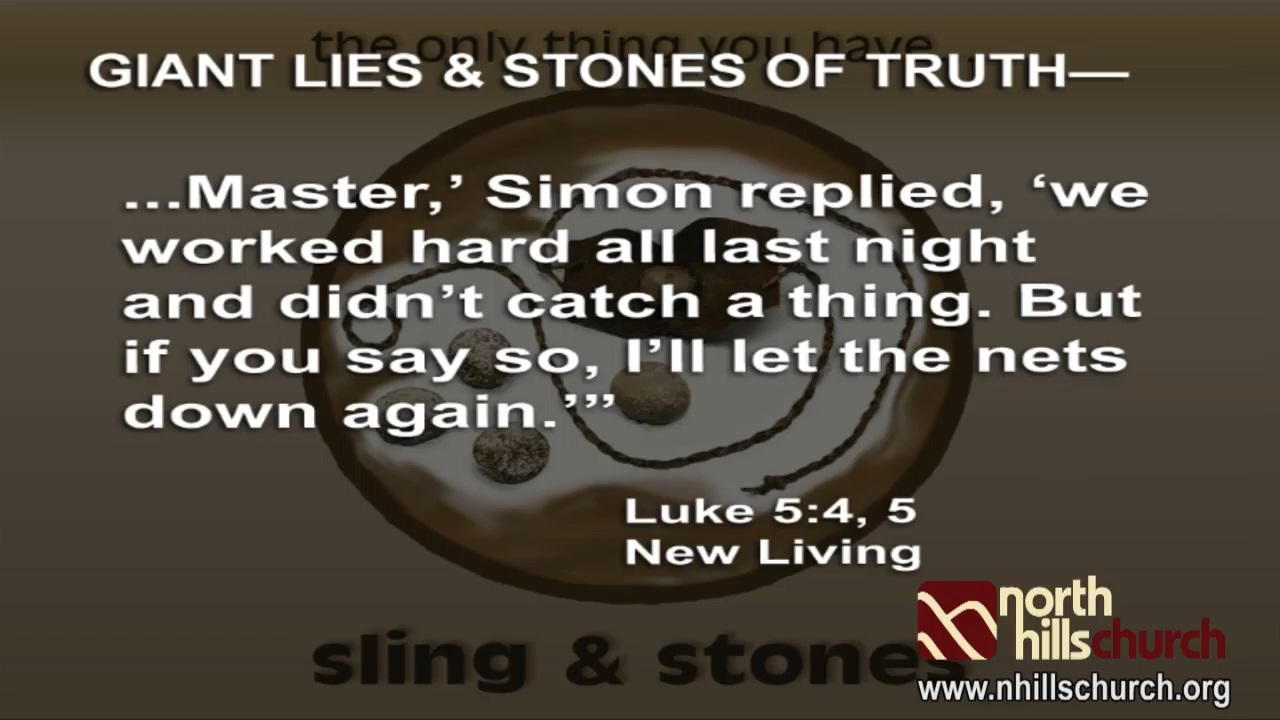 the only thing you have
GIANT LIES & STONES OF TRUTH—
...Master,’ Simon replied, ‘we
worked hard all last night
and didn’t catch a thing. But
if you say so, I’ll let the nets
down again.’”
Luke 5:4, 5
New Living
sling & stones
north
hillschurch
www.nhillschurch.org